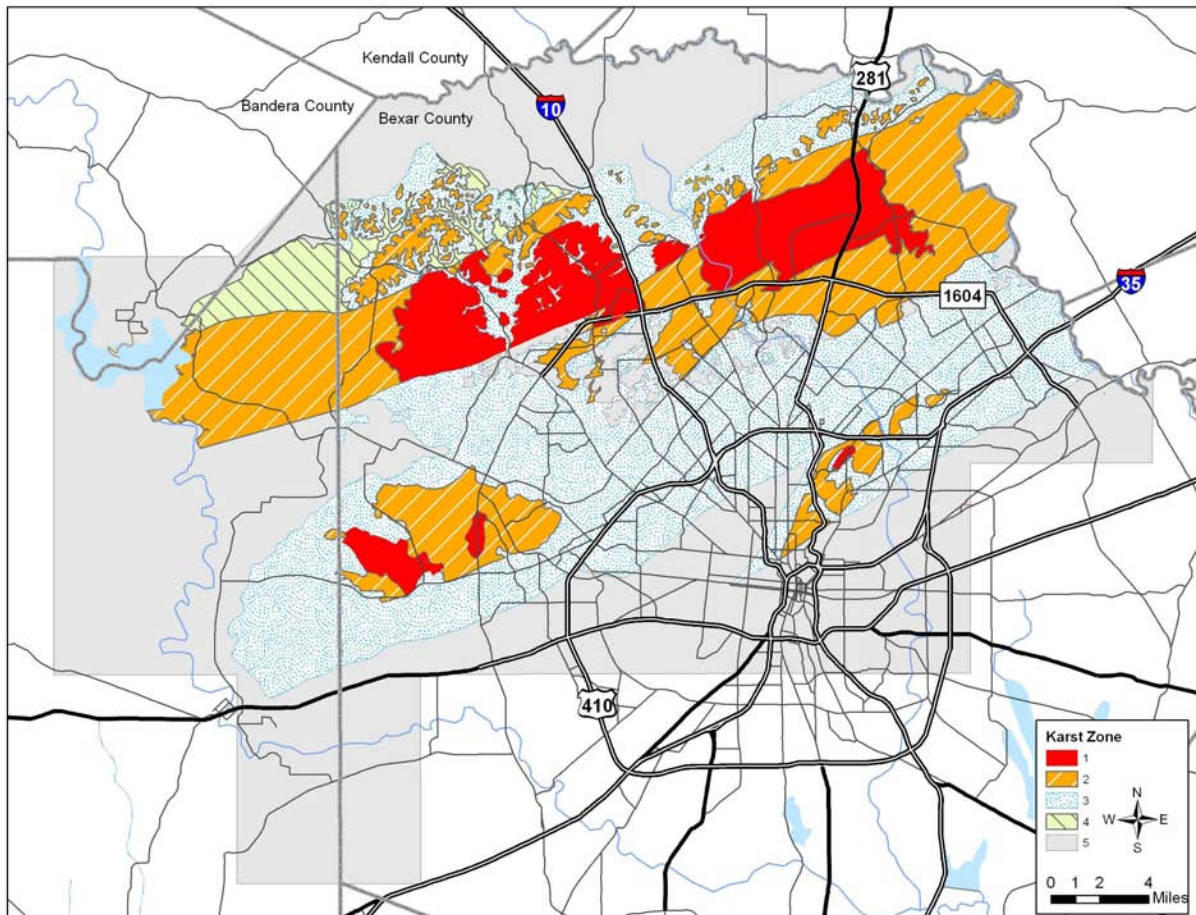 Kendall County
281
10
Bandera County
Bexar County
35
1604
410
Karst Zone
1
2
3
4
5
N
W E
S
0 1 2 4
Miles